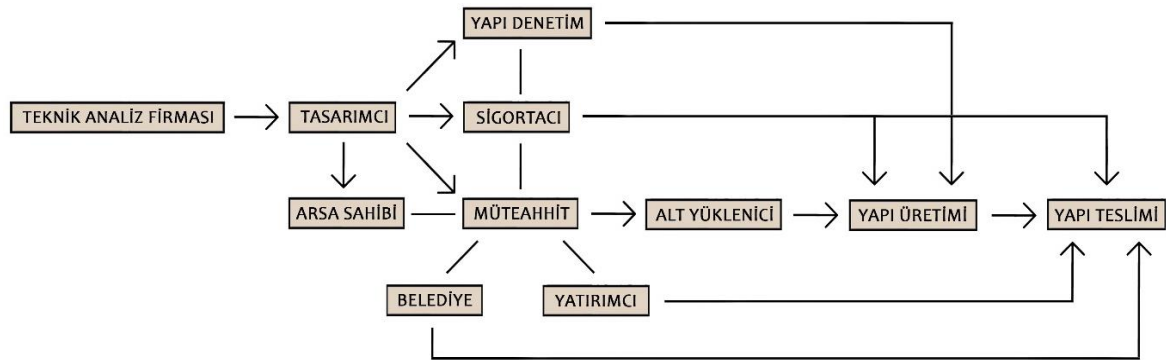 YAPI DENETİM
TEKNİK ANALİZ FİRMASI
TASARIMCI
SİGORTACI
ARSA SAHİBİ
MÜTEAHHİT
ALT YÜKLENİCİ
YAPI ÜRETİMİ
YAPI TESLİMİ
BELEDİYE
YATIRIMCI